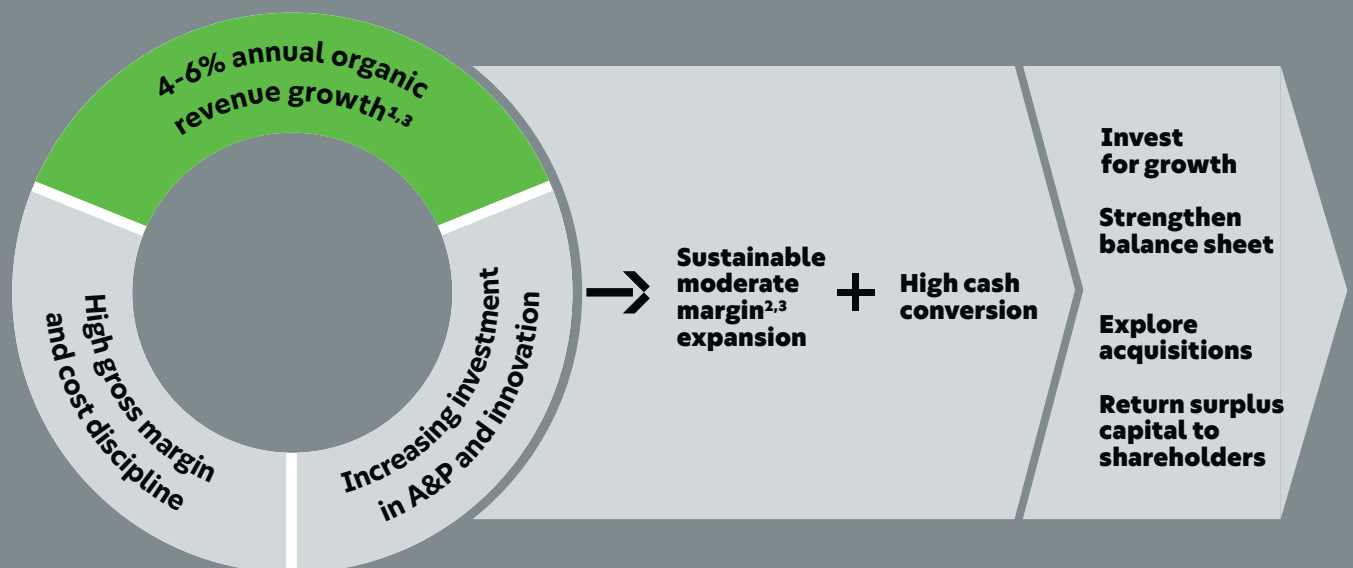 4-6% annual organic
revenue growth¹,³
High gross margin
and cost discipline
Increasing investment
in A&P and innovation
Sustainable
moderate
margin²,³
expansion
+
High cash
conversion
Invest
for growth
Strengthen
balance sheet
Explore
acquisitions
Return surplus
capital to
shareholders